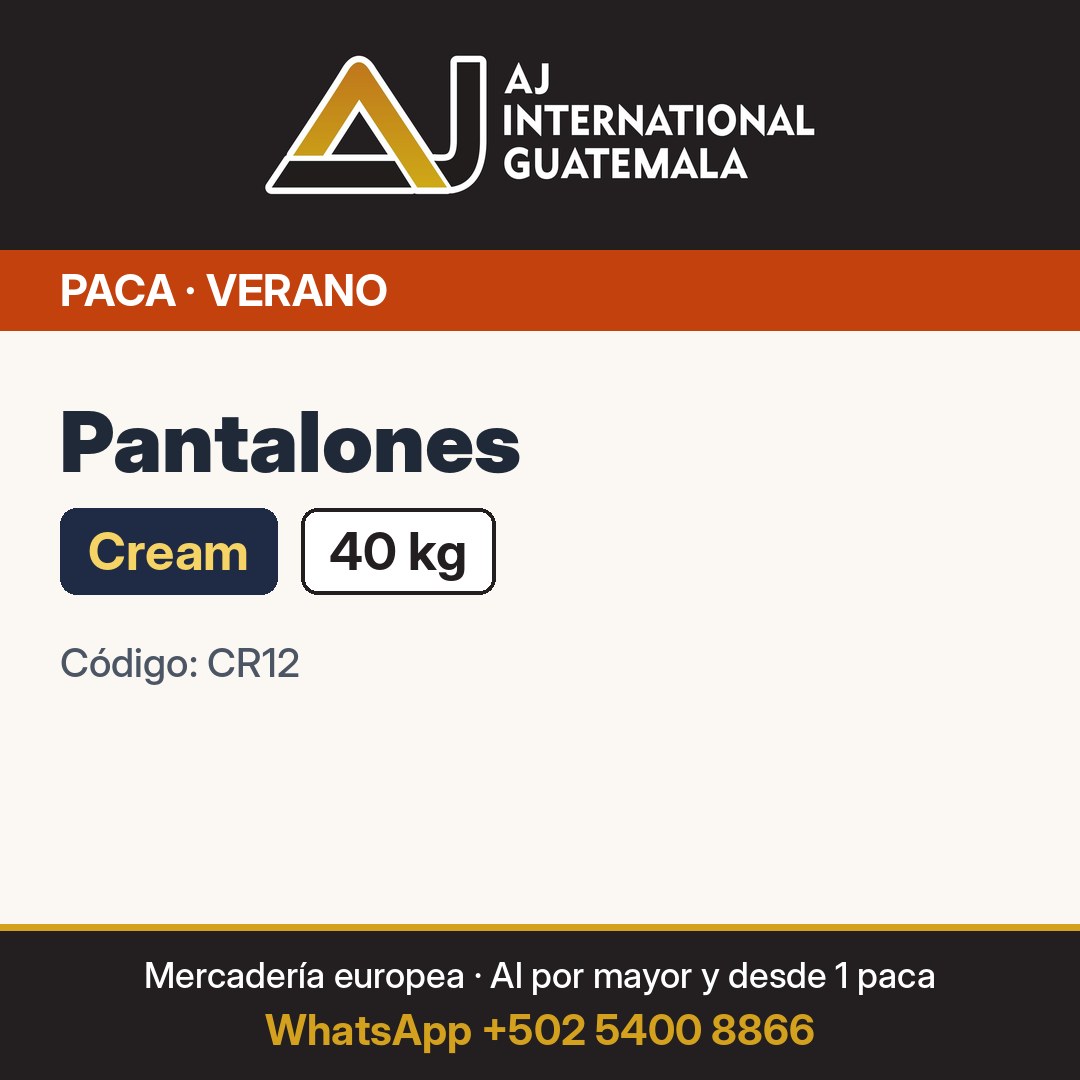 AJ
AJ
INTERNATIONAL
GUATEMALA
PACA · VERANO
Pantalones
Cream
40 kg
Código: CR12
Mercadería europea · Al por mayor y desde 1 paca
WhatsApp +502 5400 8866